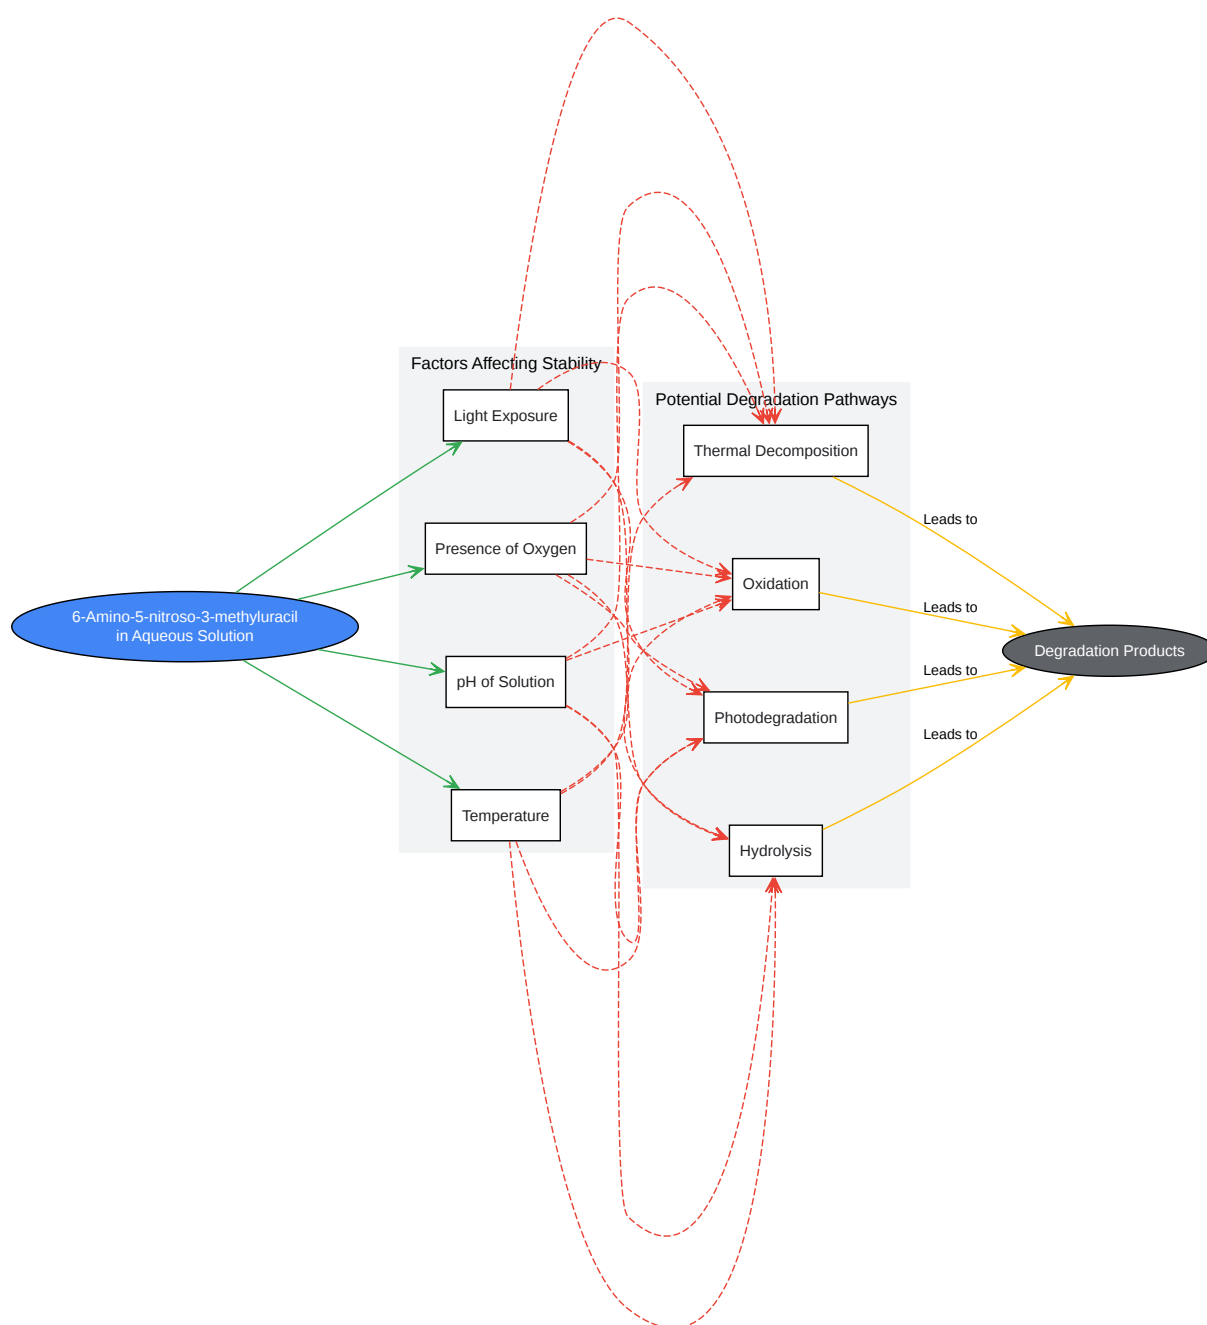 6-Amino-5-nitroso-3-methyluracil
in Aqueous Solution
Factors Affecting Stability
Light Exposure
Presence of Oxygen
pH of Solution
Temperature
Potential Degradation Pathways
Thermal Decomposition
Oxidation
Photodegradation
Hydrolysis
Leads to
Leads to
Leads to
Leads to
Degradation Products